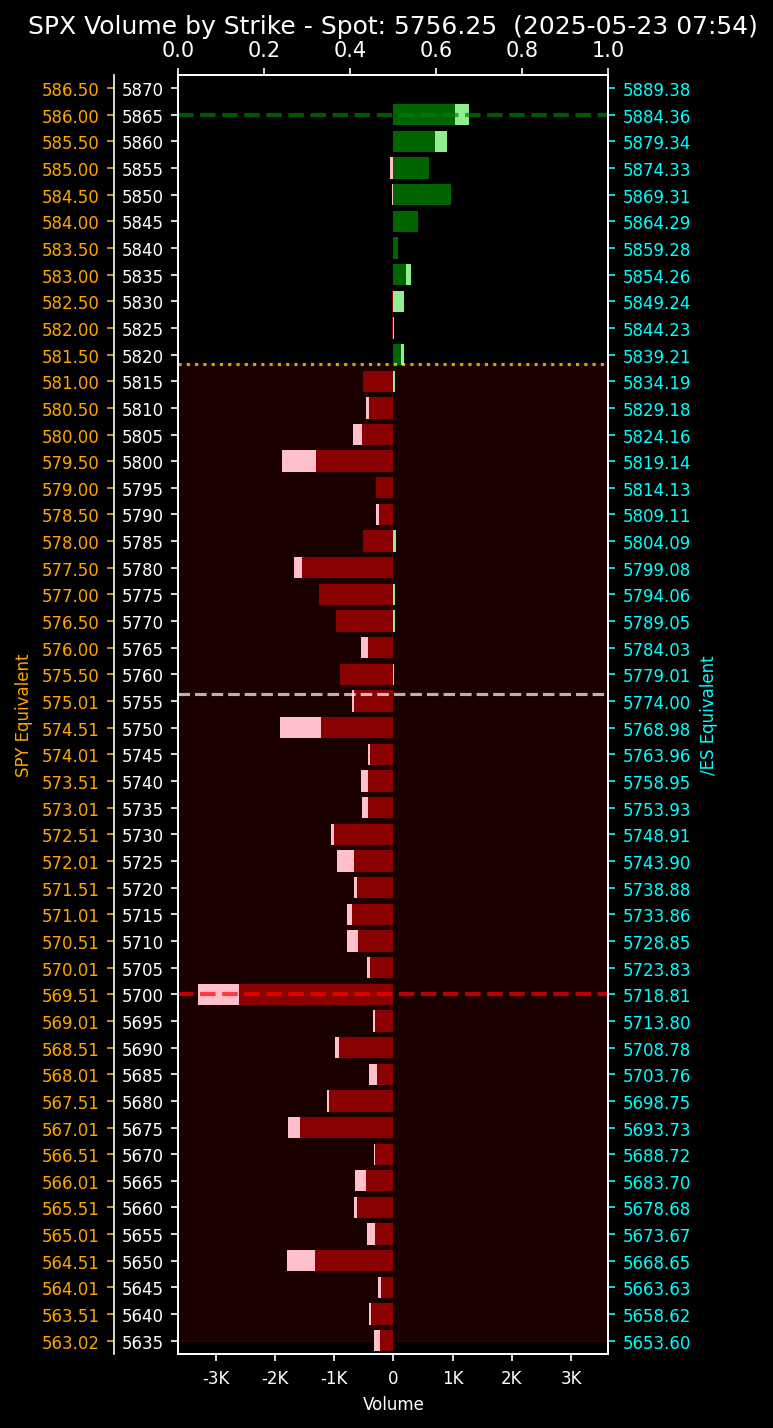 SPX Volume by Strike - Spot: 5756.25 (2025-05-23 07:54)
0.0 0.2 0.4 0.6 0.8 1.0
586.50 5870 5889.38
586.00 5865 5884.36
585.50 5860 5879.34
585.00 5855 5874.33
584.50 5850 5869.31
584.00 5845 5864.29
583.50 5840 5859.28
583.00 5835 5854.26
582.50 5830 5849.24
582.00 5825 5844.23
581.50 5820 5839.21
581.00 5815 5834.19
580.50 5810 5829.18
580.00 5805 5824.16
579.50 5800 5819.14
579.00 5795 5814.13
578.50 5790 5809.11
578.00 5785 5804.09
577.50 5780 5799.08
577.00 5775 5794.06
576.50 5770 5789.05
576.00 5765 5784.03
575.50 5760 5779.01
575.01 5755 5774.00
574.51 5750 5768.98
574.01 5745 5763.96
573.51 5740 5758.95
573.01 5735 5753.93
572.51 5730 5748.91
572.01 5725 5743.90
571.51 5720 5738.88
571.01 5715 5733.86
570.51 5710 5728.85
570.01 5705 5723.83
569.51 5700 5718.81
569.01 5695 5713.80
568.51 5690 5708.78
568.01 5685 5703.76
567.51 5680 5698.75
567.01 5675 5693.73
566.51 5670 5688.72
566.01 5665 5683.70
565.51 5660 5678.68
565.01 5655 5673.67
564.51 5650 5668.65
564.01 5645 5663.63
563.51 5640 5658.62
563.02 5635 5653.60
SPY Equivalent
/ES Equivalent
-3K -2K -1K 0 1K 2K 3K
Volume